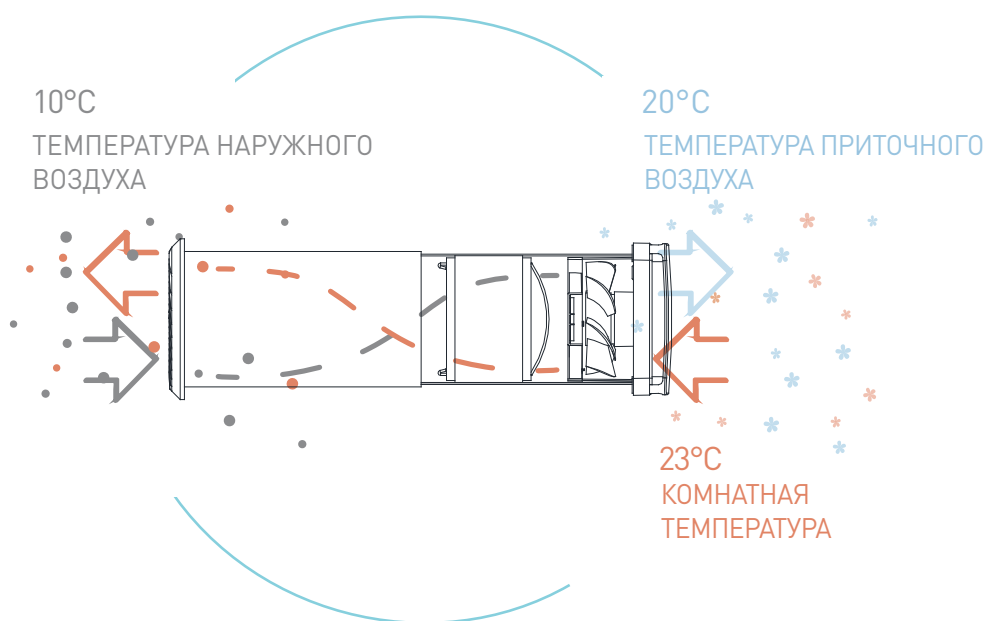 10°C
ТЕМПЕРАТУРА НАРУЖНОГО
ВОЗДУХА
20°C
ТЕМПЕРАТУРА ПРИТОЧНОГО
ВОЗДУХА
23°C
КОМНАТНАЯ
ТЕМПЕРАТУРА